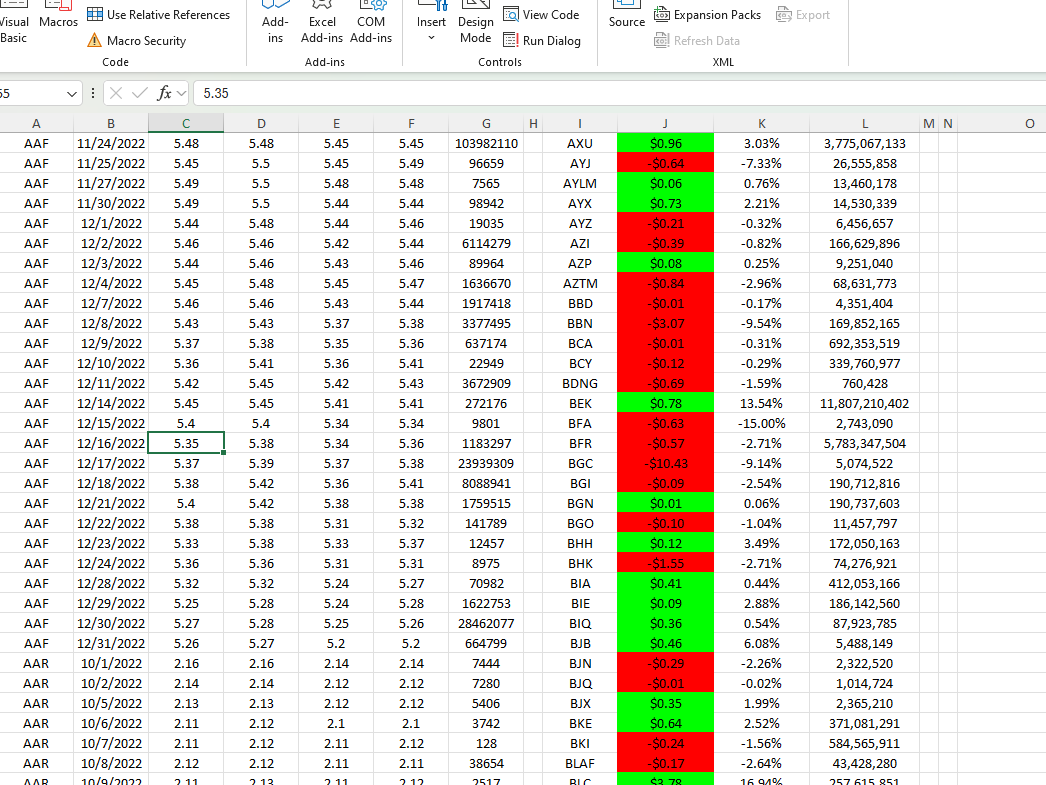 Visual Basic
Macros
Use Relative References
Macro Security
Code
Add-ins
Excel Add-ins
COM Add-ins
Add-ins
Insert
Design Mode
View Code
Run Dialog
Controls
Source
Expansion Packs
Refresh Data
Export
XML
fx 5.35
A B C D E F G H I J K L M N O
AAF 11/24/2022 5.48 5.48 5.45 5.45 103982110 AXU $0.96 3.03% 3,775,067,133
AAF 11/25/2022 5.45 5.5 5.45 5.49 96659 AYJ -$0.64 -7.33% 26,555,858
AAF 11/27/2022 5.49 5.5 5.48 5.48 7565 AYLM $0.06 0.76% 13,460,178
AAF 11/30/2022 5.49 5.5 5.44 5.44 98942 AYX $0.73 2.21% 14,530,339
AAF 12/1/2022 5.44 5.48 5.44 5.46 19035 AYZ -$0.21 -0.32% 6,456,657
AAF 12/2/2022 5.46 5.46 5.42 5.44 6114279 AZI -$0.39 -0.82% 166,629,896
AAF 12/3/2022 5.44 5.46 5.43 5.46 89964 AZP $0.08 0.25% 9,251,040
AAF 12/4/2022 5.45 5.48 5.45 5.47 1636670 AZTM -$0.84 -2.96% 68,631,773
AAF 12/7/2022 5.46 5.46 5.43 5.44 1917418 BBD -$0.01 -0.17% 4,351,404
AAF 12/8/2022 5.43 5.43 5.37 5.38 3377495 BBN -$3.07 -9.54% 169,852,165
AAF 12/9/2022 5.37 5.38 5.35 5.36 637174 BCA -$0.01 -0.31% 692,353,519
AAF 12/10/2022 5.36 5.41 5.36 5.41 22949 BCY -$0.12 -0.29% 339,760,977
AAF 12/11/2022 5.42 5.45 5.42 5.43 3672909 BDNG -$0.69 -1.59% 760,428
AAF 12/14/2022 5.45 5.45 5.41 5.41 272176 BEK $0.78 13.54% 11,807,210,402
AAF 12/15/2022 5.4 5.4 5.34 5.34 9801 BFA -$0.63 -15.00% 2,743,090
AAF 12/16/2022 5.35 5.38 5.34 5.36 1183297 BFR -$0.57 -2.71% 5,783,347,504
AAF 12/17/2022 5.37 5.39 5.37 5.38 23939309 BGC -$10.43 -9.14% 5,074,522
AAF 12/18/2022 5.38 5.42 5.36 5.41 8088941 BGI -$0.09 -2.54% 190,712,816
AAF 12/21/2022 5.4 5.42 5.38 5.38 1759515 BGN $0.01 0.06% 190,737,603
AAF 12/22/2022 5.38 5.38 5.31 5.32 141789 BGO -$0.10 -1.04% 11,457,797
AAF 12/23/2022 5.33 5.38 5.33 5.37 12457 BHH $0.12 3.49% 172,050,163
AAF 12/24/2022 5.36 5.36 5.31 5.31 8975 BHK -$1.55 -2.71% 74,276,921
AAF 12/28/2022 5.32 5.32 5.24 5.27 70982 BIA $0.41 0.44% 412,053,166
AAF 12/29/2022 5.25 5.28 5.24 5.28 1622753 BIE $0.09 2.88% 186,142,560
AAF 12/30/2022 5.27 5.28 5.25 5.26 28462077 BIQ $0.36 0.54% 87,923,785
AAF 12/31/2022 5.26 5.27 5.2 5.2 664799 BJB $0.46 6.08% 5,488,149
AAR 10/1/2022 2.16 2.16 2.14 2.14 7444 BJN -$0.29 -2.26% 2,322,520
AAR 10/2/2022 2.14 2.14 2.12 2.12 7280 BJQ -$0.01 -0.02% 1,014,724
AAR 10/5/2022 2.13 2.13 2.12 2.12 5406 BJX $0.35 1.99% 2,365,210
AAR 10/6/2022 2.11 2.12 2.1 2.1 3742 BKE $0.64 2.52% 371,081,291
AAR 10/7/2022 2.11 2.12 2.11 2.12 128 BKI -$0.24 -1.56% 584,565,911
AAR 10/8/2022 2.12 2.12 2.11 2.11 38654 BLAF -$0.17 -2.64% 43,428,280
AAR 10/9/2022 2.11 2.13 2.11 2.12 2517 BLC $3.78 16.94% 257,615,851